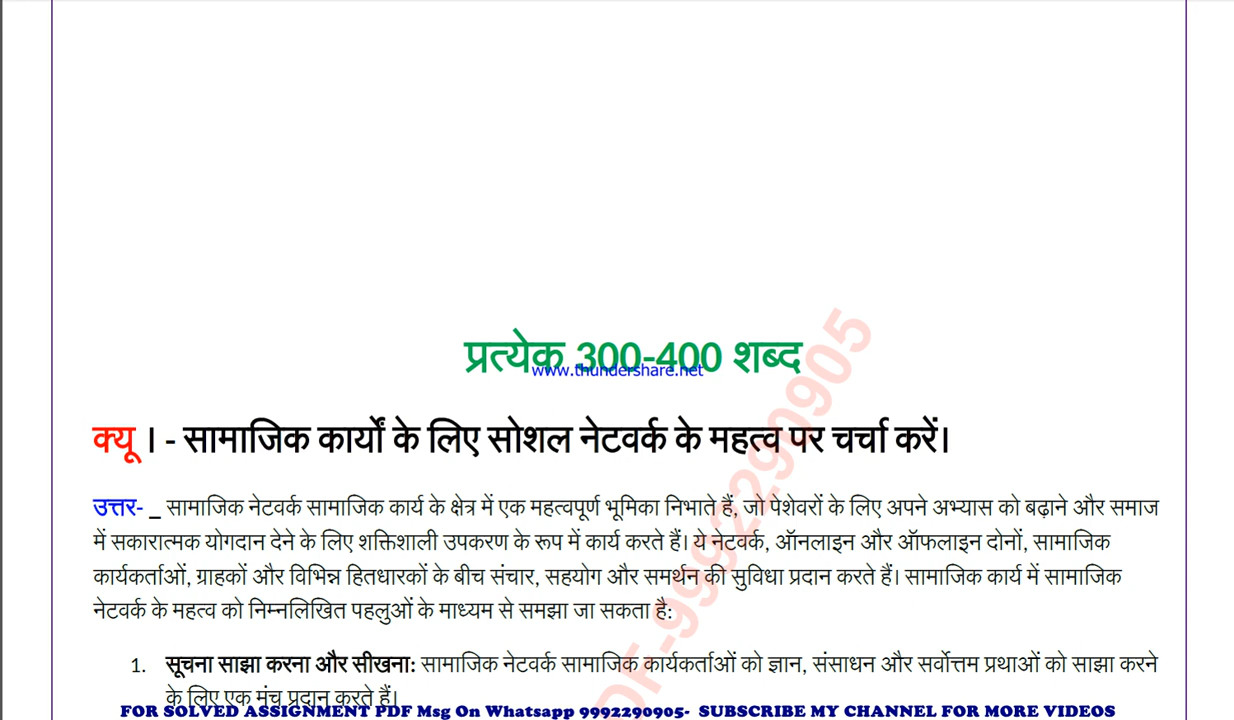 प्रत्येक 300-400 शब्द
www.thundershare.net
क्यू । - सामाजिक कार्यों के लिए सोशल नेटवर्क के महत्व पर चर्चा करें।
उत्तर- _ सामाजिक नेटवर्क सामाजिक कार्य के क्षेत्र में एक महत्वपूर्ण भूमिका निभाते हैं, जो पेशेवरों के लिए अपने अभ्यास को बढ़ाने और समाज
में सकारात्मक योगदान देने के लिए शक्तिशाली उपकरण के रूप में कार्य करते हैं। ये नेटवर्क, ऑनलाइन और ऑफलाइन दोनों, सामाजिक
कार्यकर्ताओं, ग्राहकों और विभिन्न हितधारकों के बीच संचार, सहयोग और समर्थन की सुविधा प्रदान करते हैं। सामाजिक कार्य में सामाजिक
नेटवर्क के महत्व को निम्नलिखित पहलुओं के माध्यम से समझा जा सकता है:
1. सूचना साझा करना और सीखना: सामाजिक नेटवर्क सामाजिक कार्यकर्ताओं को ज्ञान, संसाधन और सर्वोत्तम प्रथाओं को साझा करने
के लिए एक मंच प्रदान करते हैं।
FOR SOLVED ASSIGNMENT PDF Msg On Whatsapp 9992290905- SUBSCRIBE MY CHANNEL FOR MORE VIDEOS
DF-9992290905